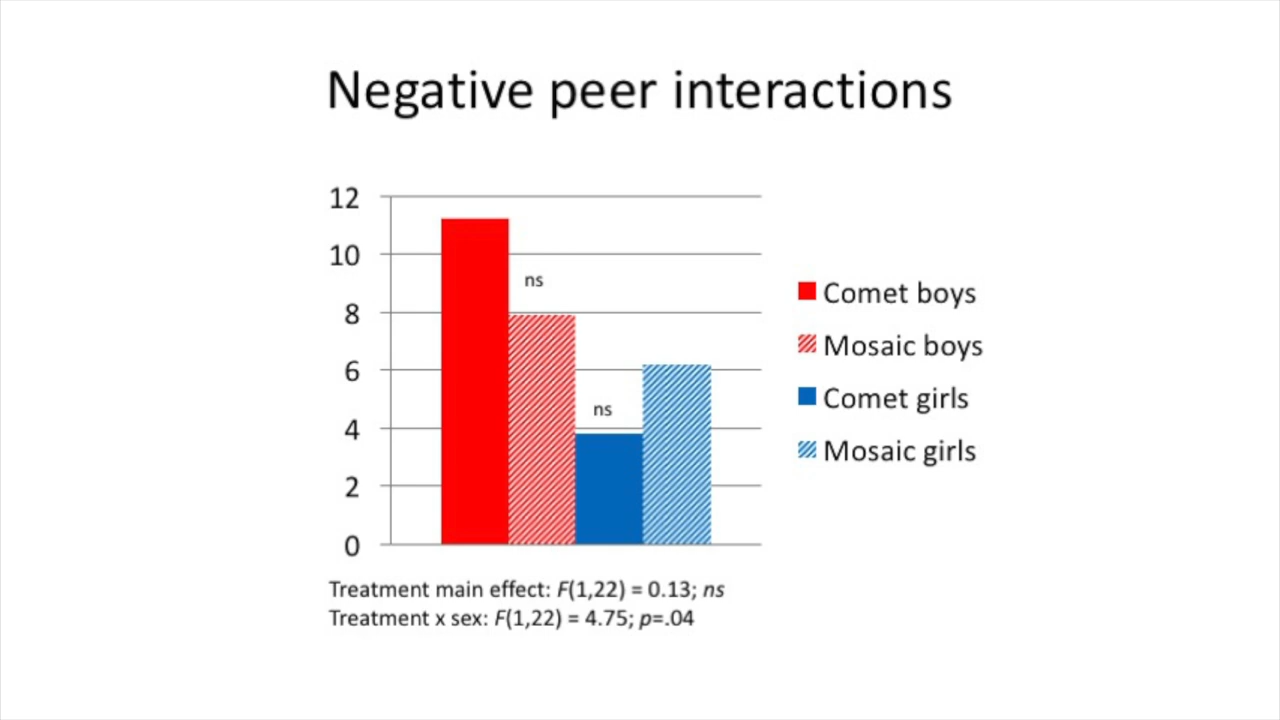 Negative peer interactions
12
10
8
6
4
2
0
ns
ns
Comet boys
Mosaic boys
Comet girls
Mosaic girls
Treatment main effect: F(1,22) = 0.13; ns
Treatment x sex: F(1,22) = 4.75; p=.04